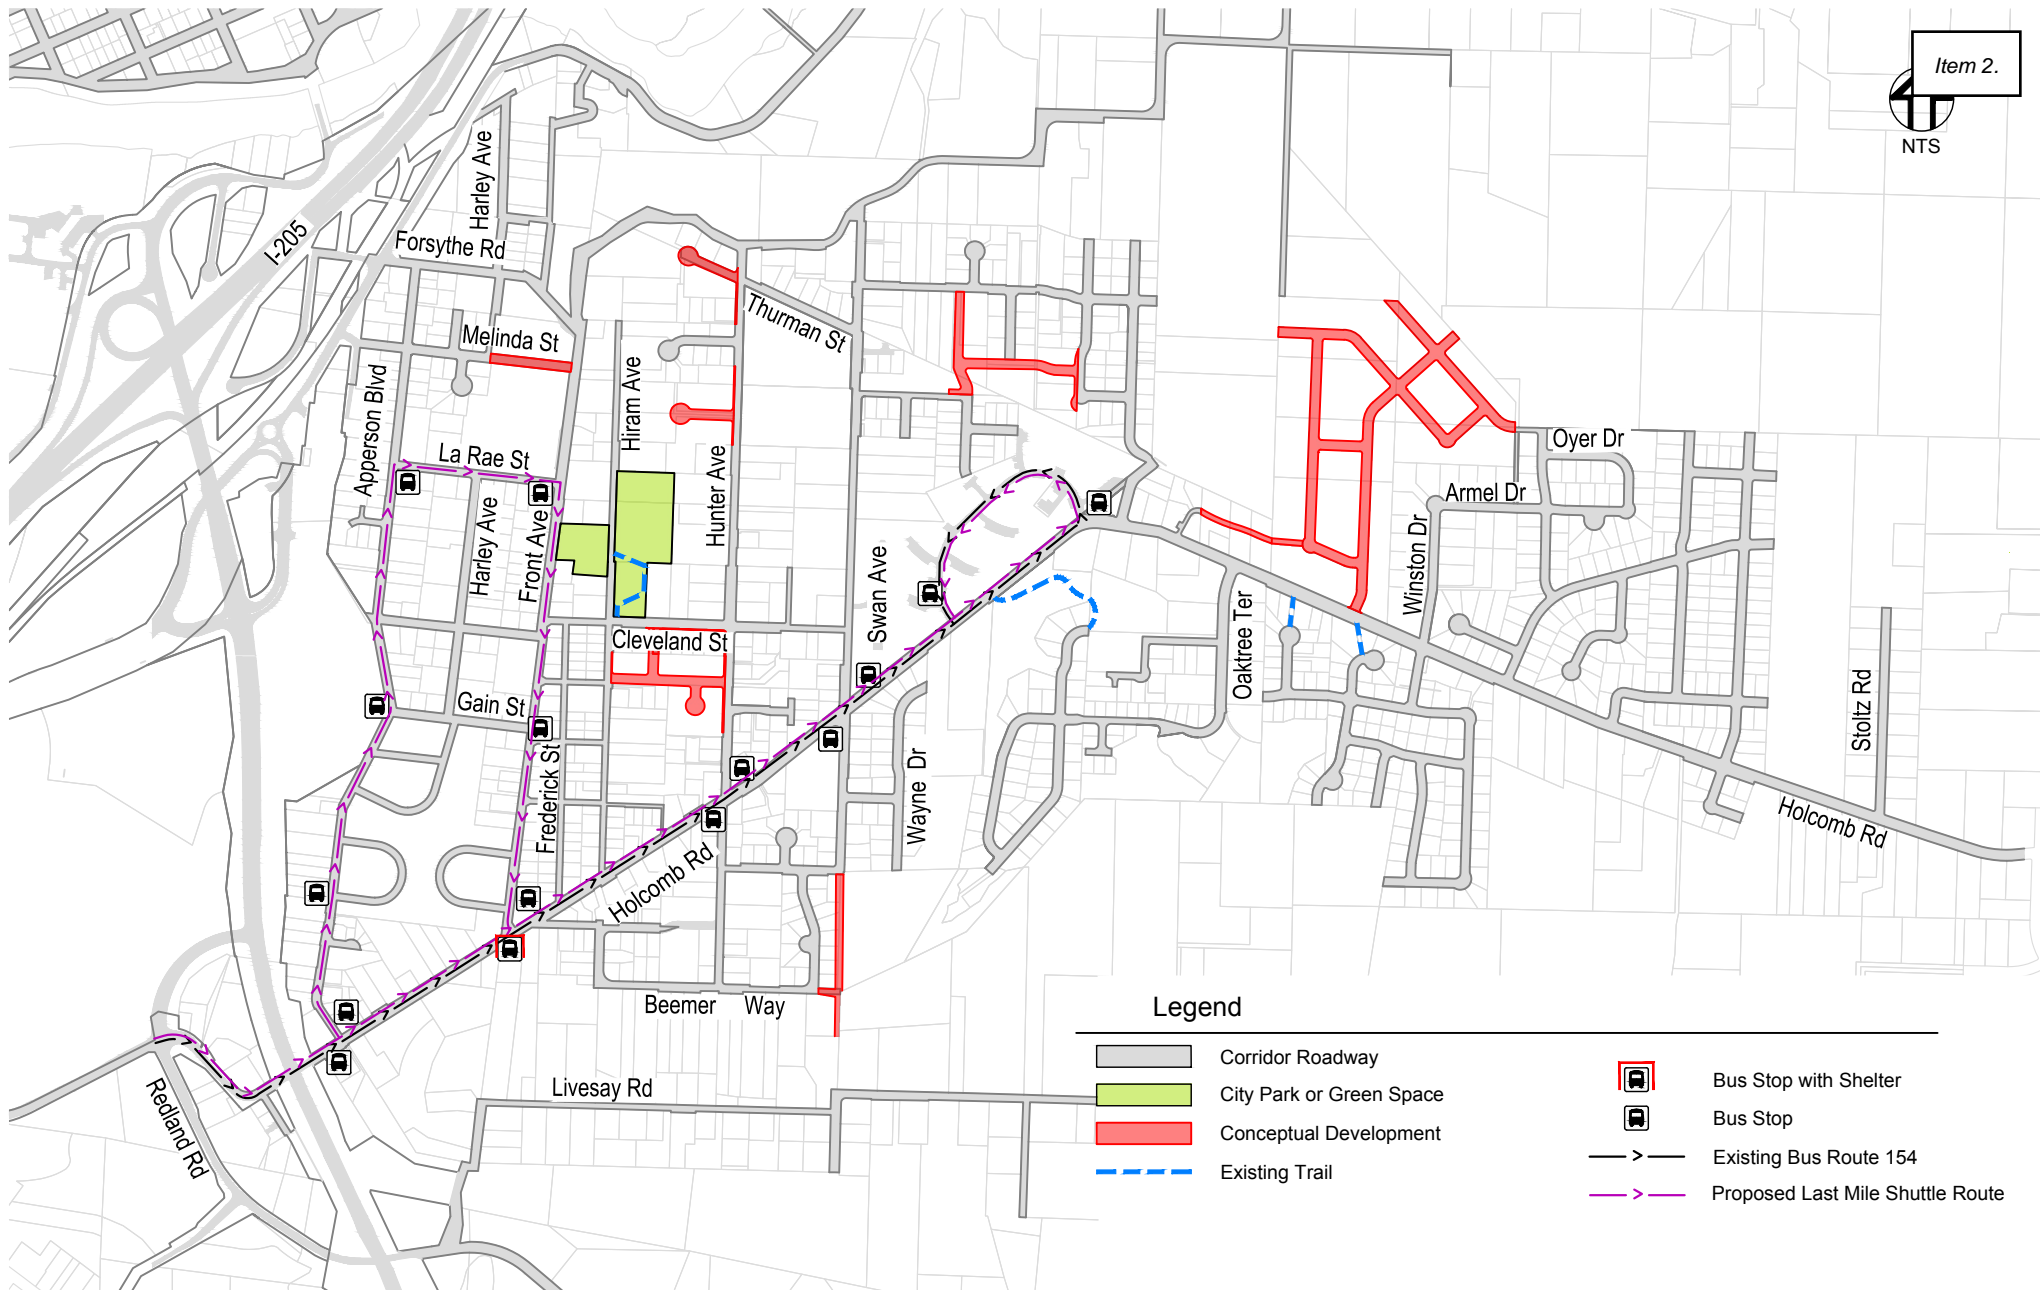 Item 2.
NTS
Harley Ave
I-205
Forsythe Rd
Melinda St
Thurman St
Hiram Ave
Apperson Blvd
La Rae St
Hunter Ave
Harley Ave
Front Ave
Oyer Dr
Armel Dr
Winston Dr
Swan Ave
Cleveland St
Oaktree Ter
Gain St
Stoltz Rd
Wayne Dr
Frederick St
Holcomb Rd
Holcomb Rd
Beemer Way
Livesay Rd
Redland Rd
Legend
Corridor Roadway
City Park or Green Space
Conceptual Development
Existing Trail
Bus Stop with Shelter
Bus Stop
Existing Bus Route 154
Proposed Last Mile Shuttle Route